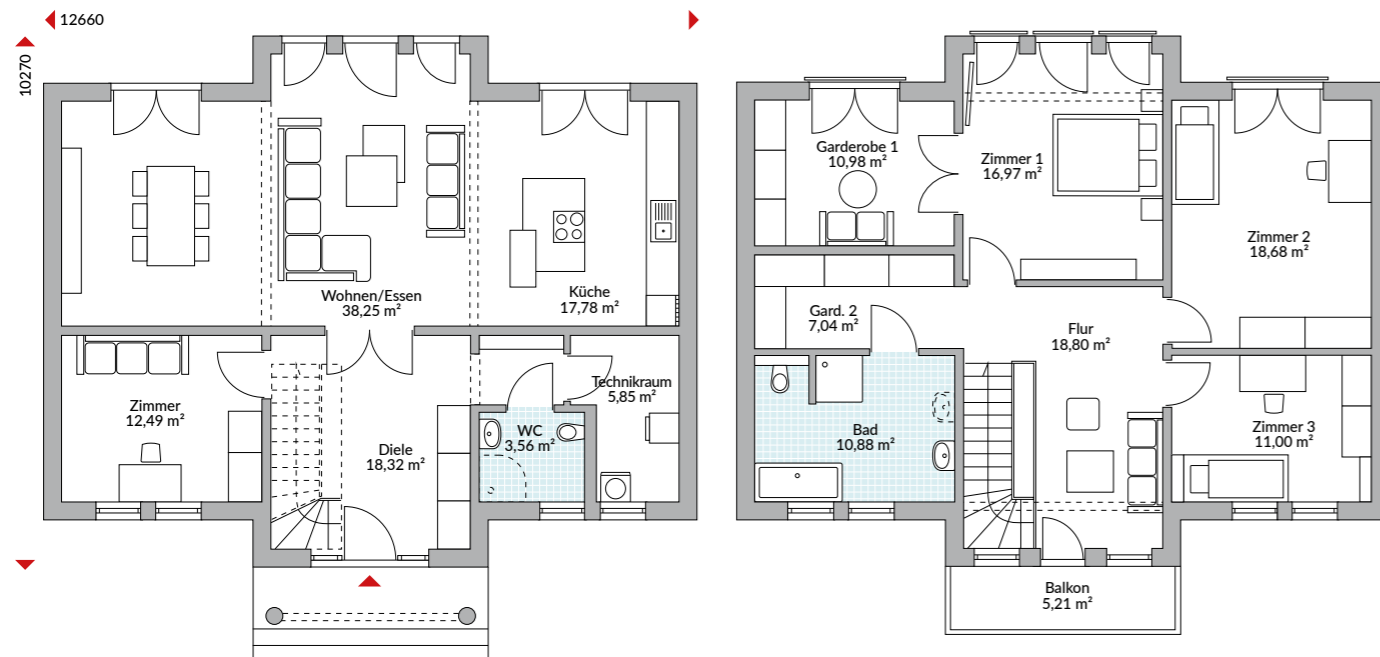 12660
10270
Wohnen/Essen
38,25 m²
Küche
17,78 m²
Zimmer
12,49 m²
Diele
18,32 m²
WC
3,56 m²
Technikraum
5,85 m²
Garderobe 1
10,98 m²
Zimmer 1
16,97 m²
Zimmer 2
18,68 m²
Gard. 2
7,04 m²
Flur
18,80 m²
Bad
10,88 m²
Zimmer 3
11,00 m²
Balkon
5,21 m²